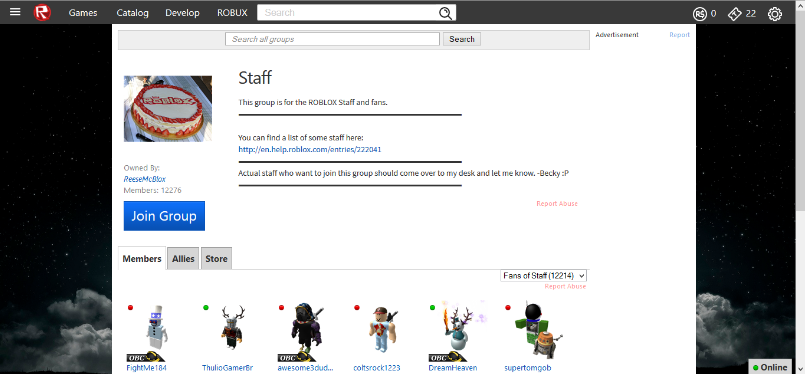 Games Catalog Develop ROBUX Search 0 22
Search all groups Search Advertisement Report
Staff
This group is for the ROBLOX Staff and fans.
You can find a list of some staff here:
http://en.help.roblox.com/entries/222041
Actual staff who want to join this group should come over to my desk and let me know. -Becky :P
ROBLOX
Owned By:
ReeseMcBlox
Members: 12276
Join Group
Report Abuse
Members Allies Store
Fans of Staff (12214)
Report Abuse
OBC OBC OBC
FightMe184 ThulioGamerBr awesome3dud... coltsrock1223 DreamHeaven supertomgob
Online